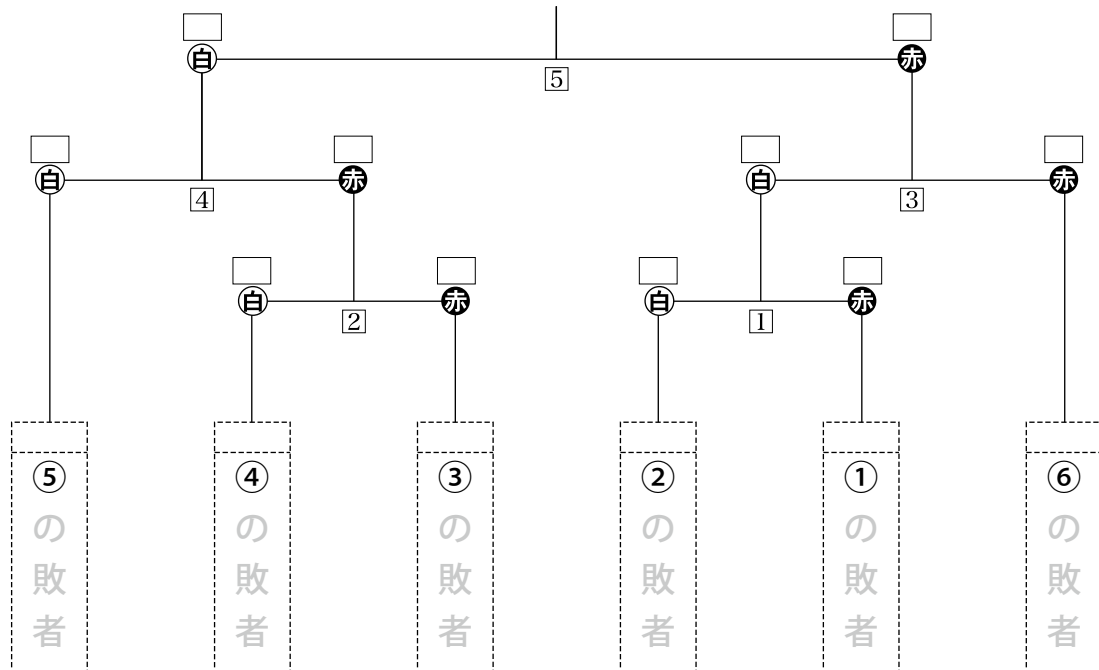 白 赤
5
白 赤 白 赤
4 3
白 赤 白 赤
2 1
⑤の敗者
④の敗者
③の敗者
②の敗者
①の敗者
⑥の敗者